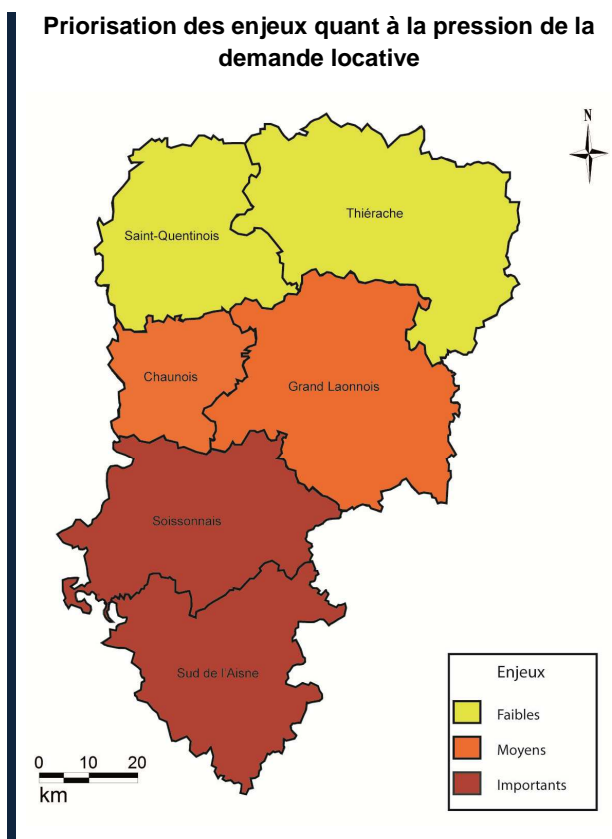 Priorisation des enjeux quant à la pression de la
demande locative
N
Thiérache
Saint-Quentinois
Chaunois
Grand Laonnois
Soissonnais
Sud de l'Aisne
Enjeux
Faibles
Moyens
Importants
0 10 20
km